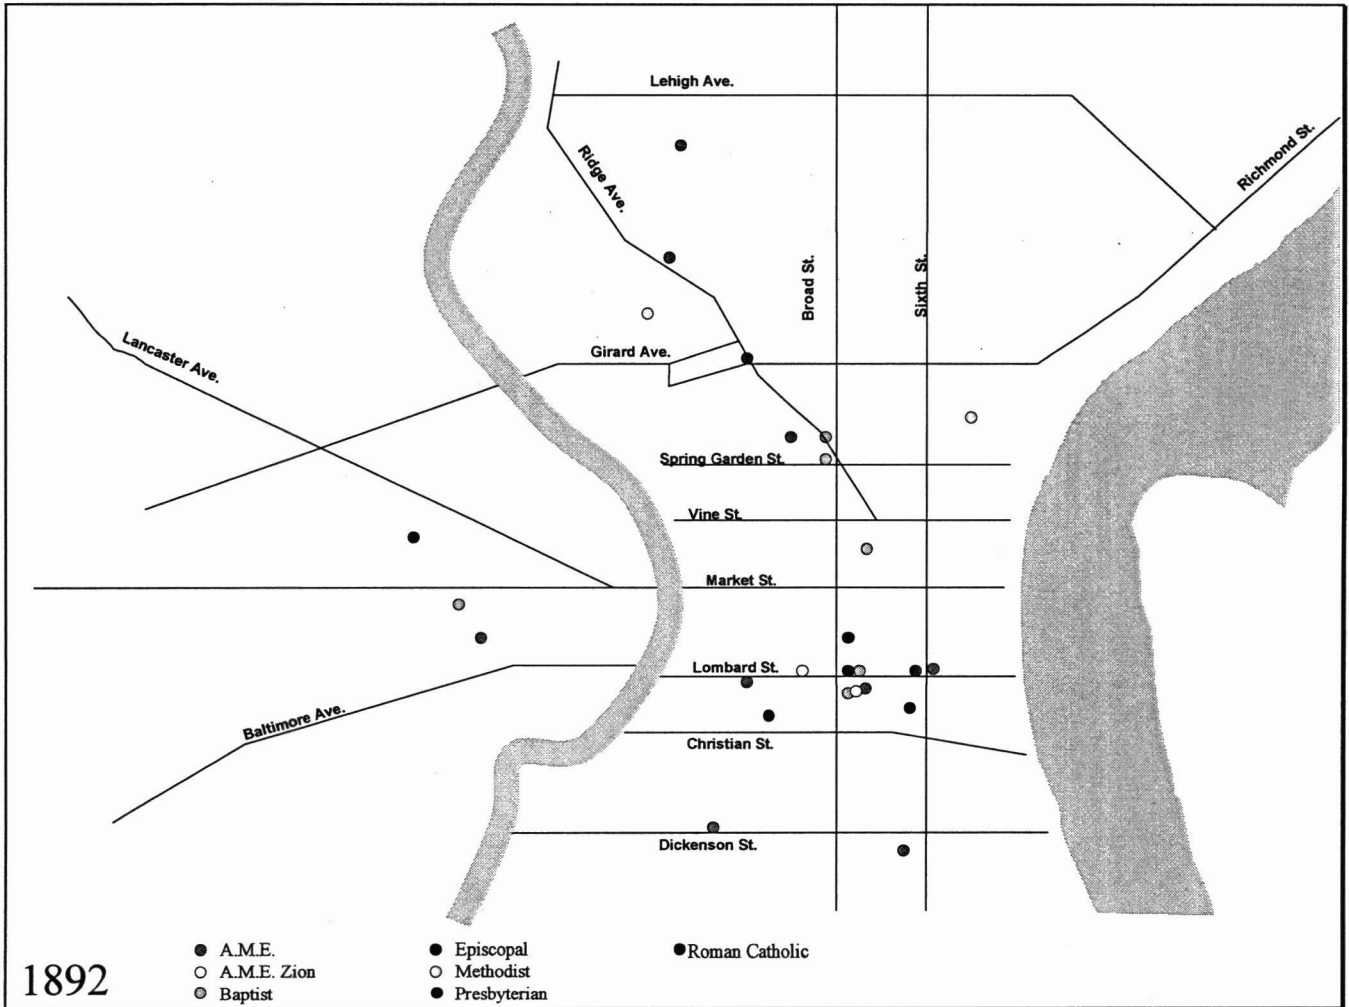 Lehigh Ave.
Richmond St.
Ridge Ave.
Broad St.
Sixth St.
Lancaster Ave.
Girard Ave.
Spring Garden St.
Vine St.
Market St.
Lombard St.
Baltimore Ave.
Christian St.
Dickenson St.
1892
A.M.E.
A.M.E. Zion
Baptist
Episcopal
Methodist
Presbyterian
Roman Catholic